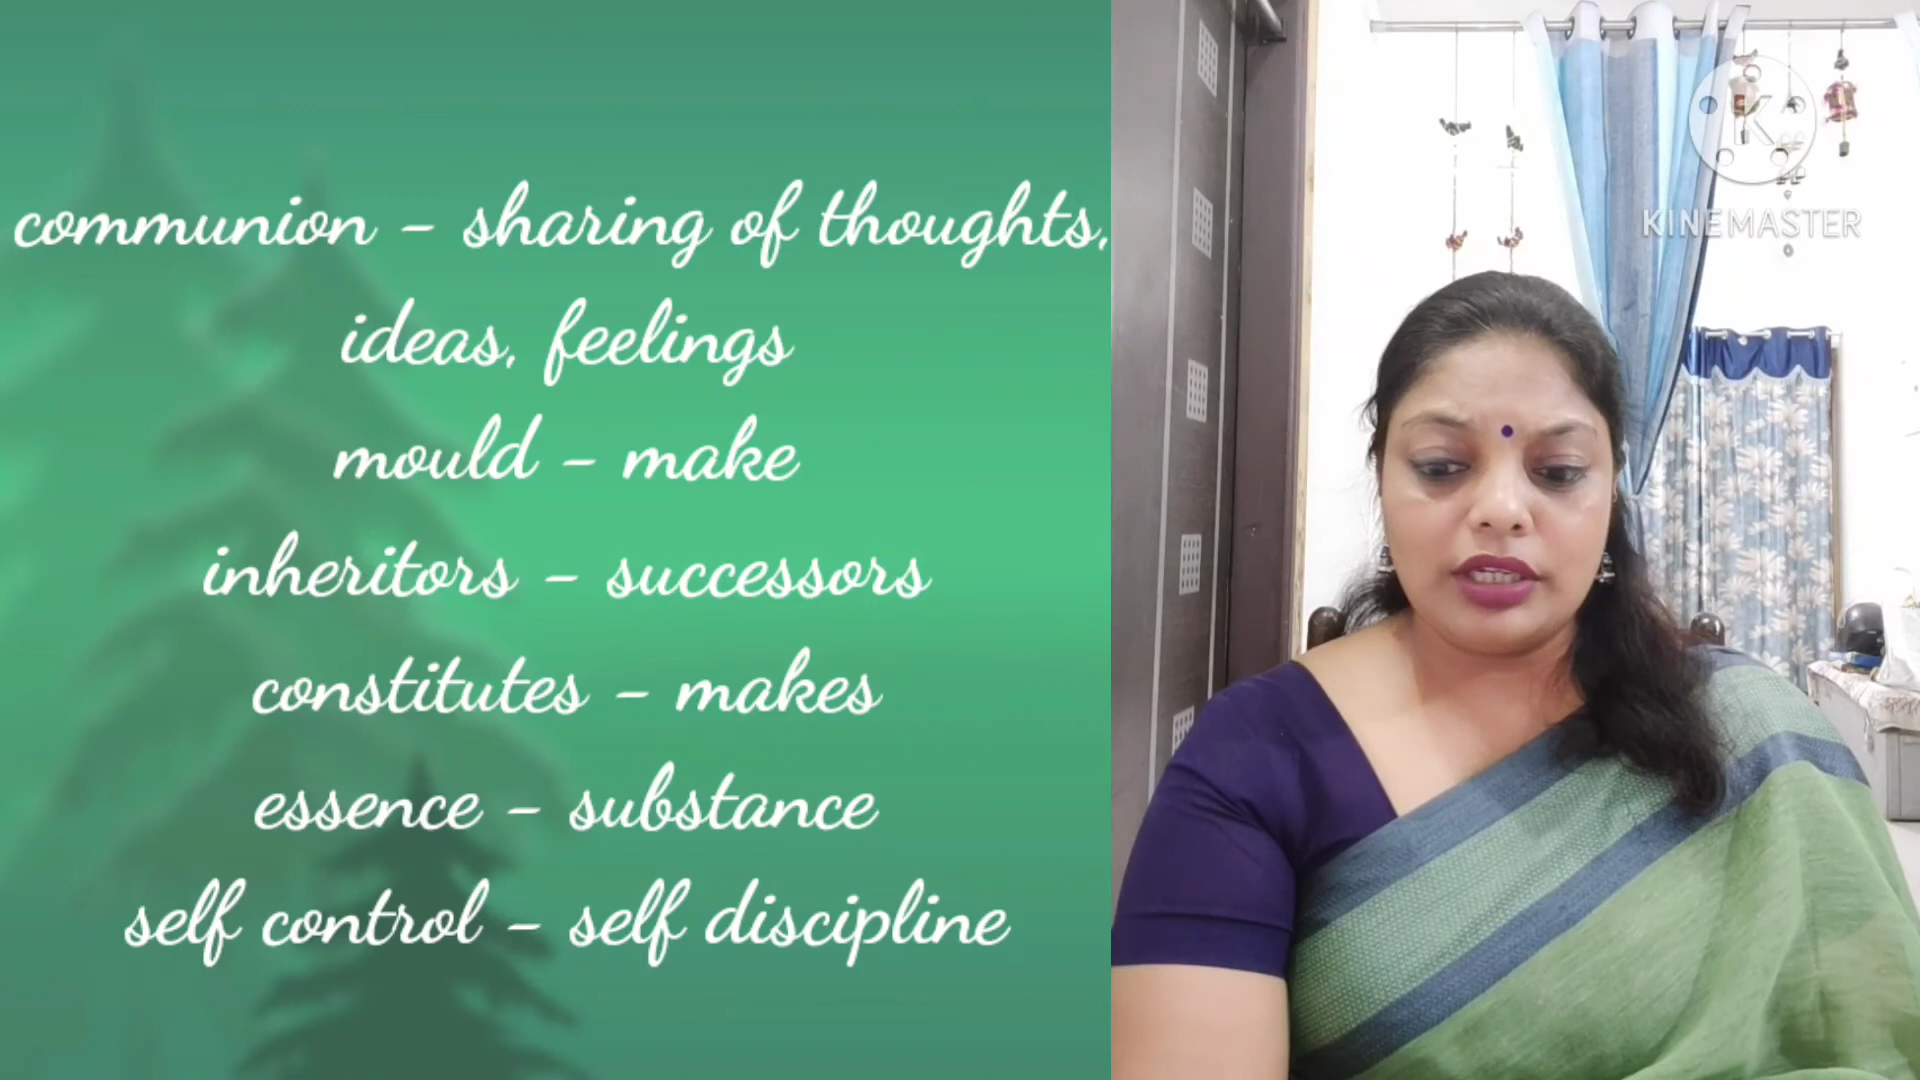 communion - sharing of thoughts,
ideas, feelings
mould - make
inheritors - successors
constitutes - makes
essence - substance
self control - self discipline
K
KINEMASTER